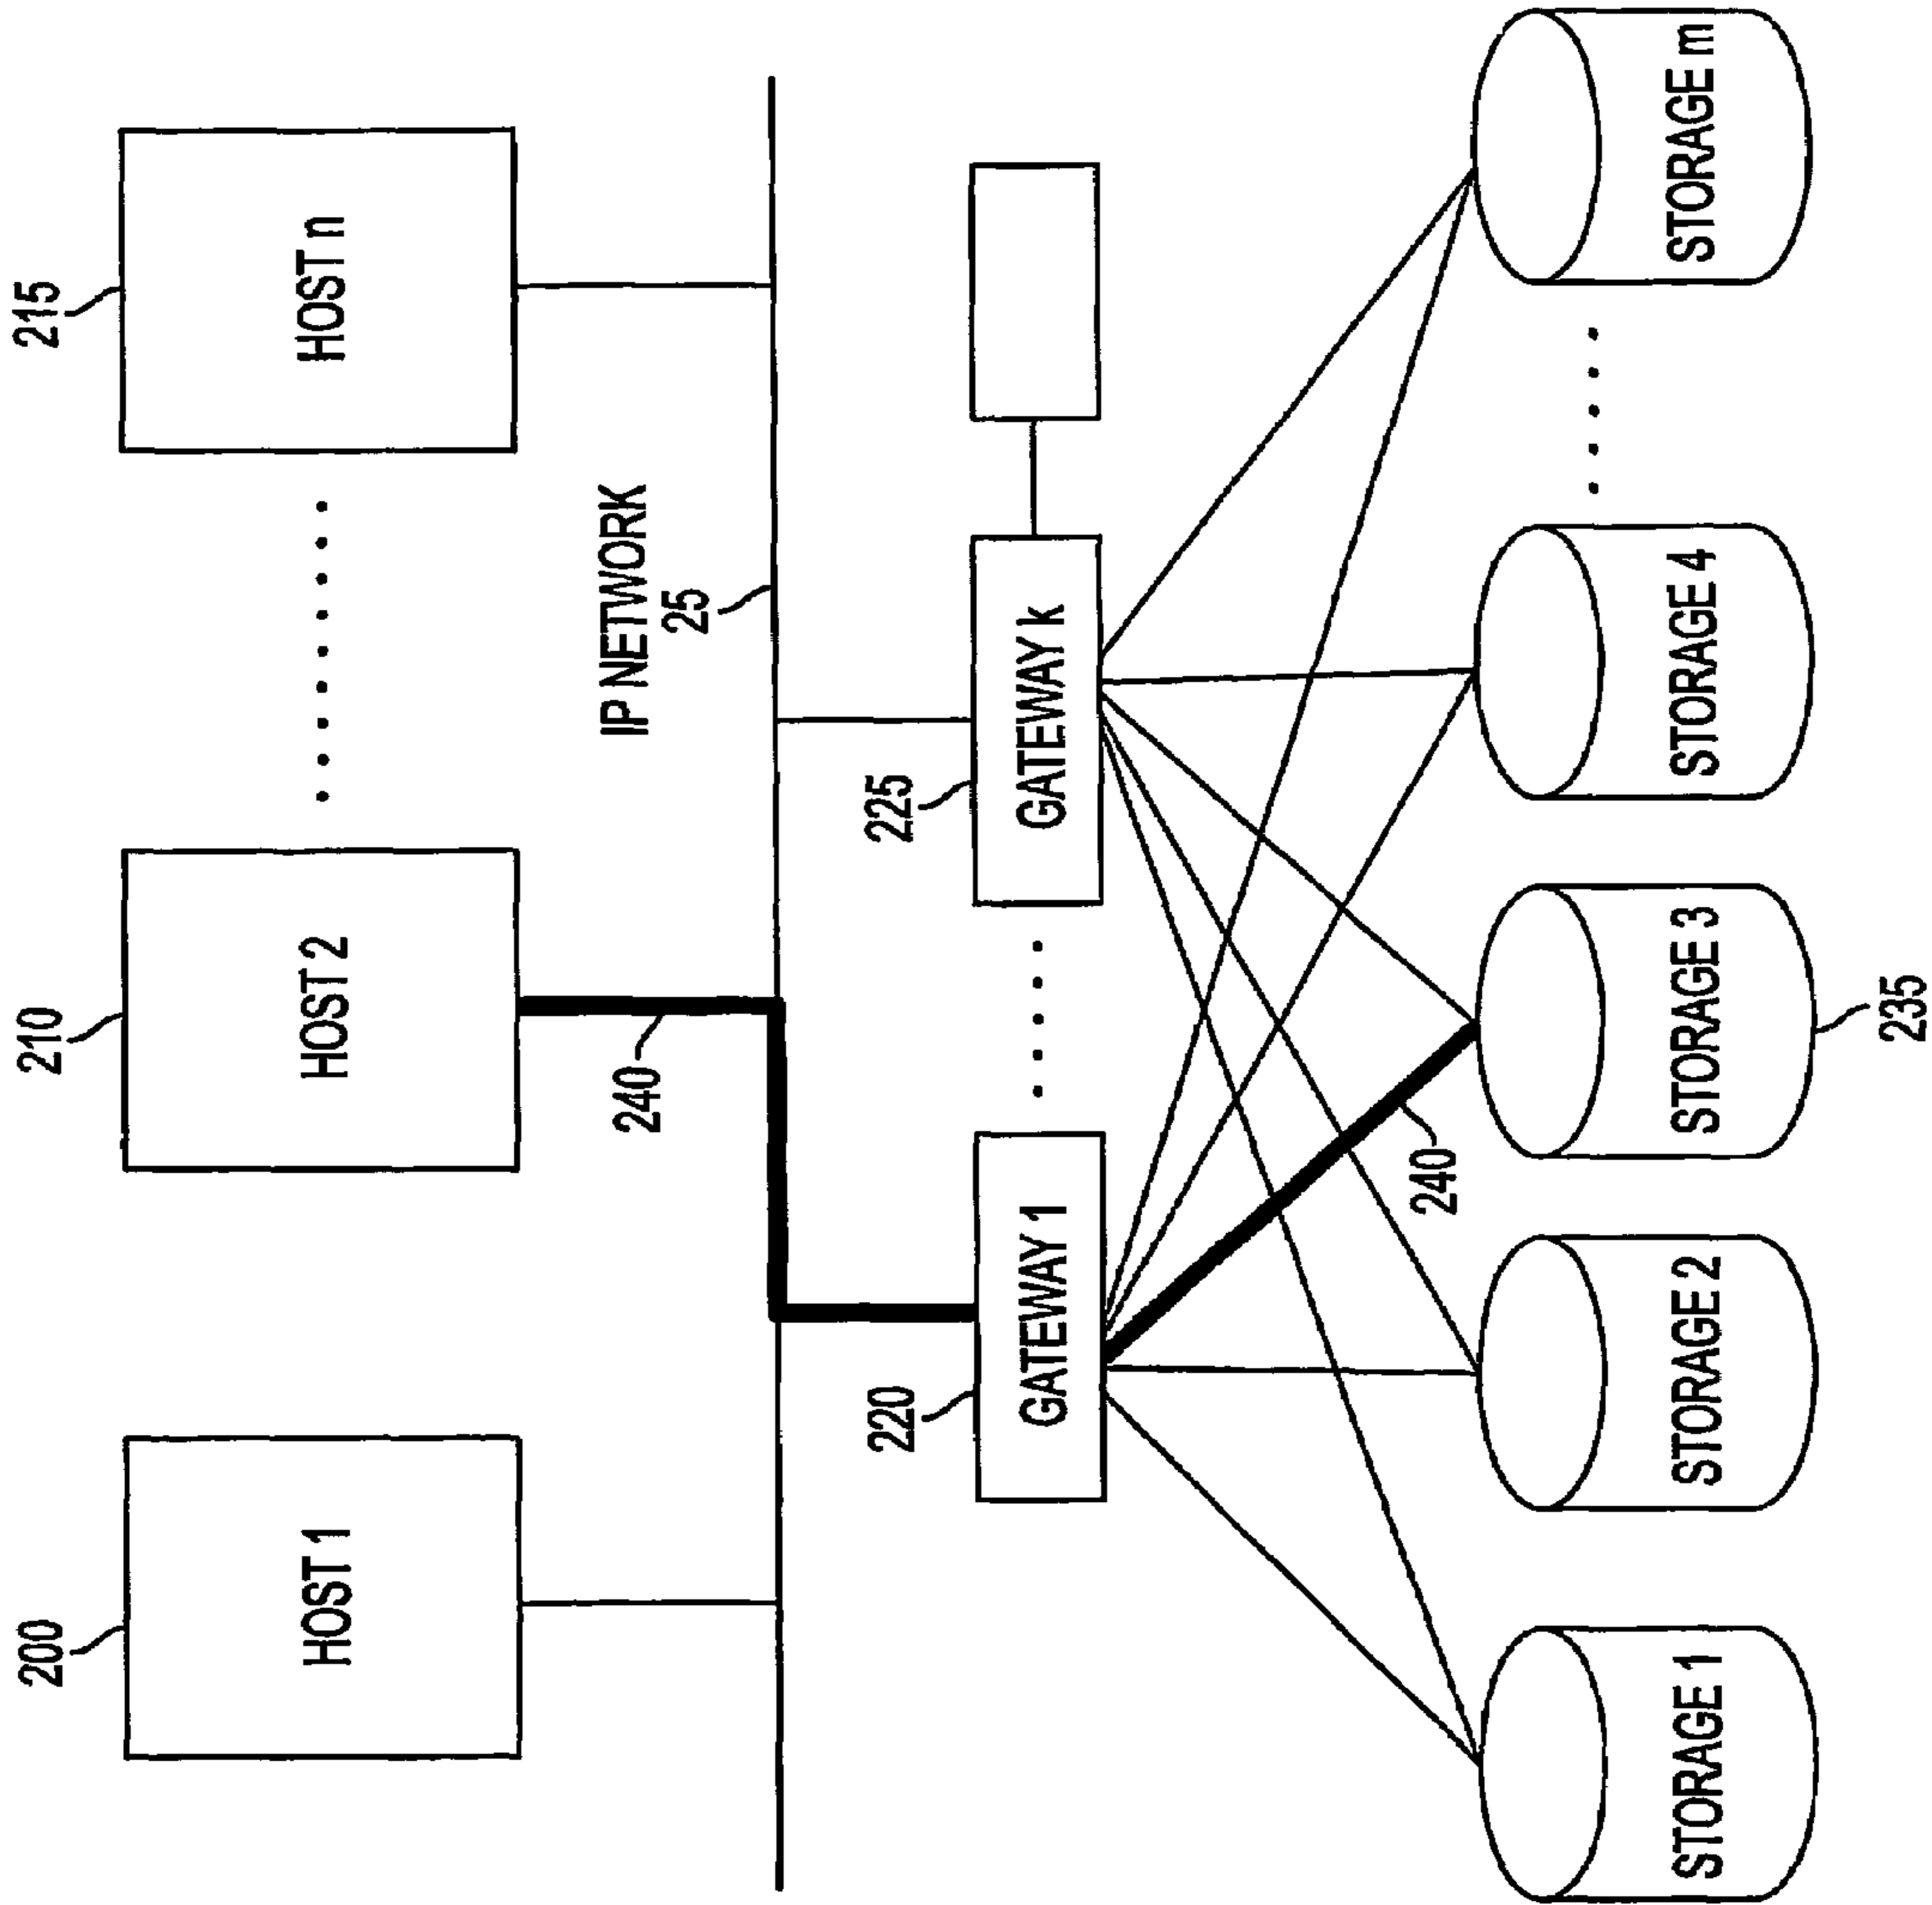 200
HOST 1
210
HOST 2
215
HOST n
240
IP NETWORK
25
220
GATEWAY 1
225
GATEWAY k
240
STORAGE 1
STORAGE 2
STORAGE 3
235
STORAGE 4
STORAGE m